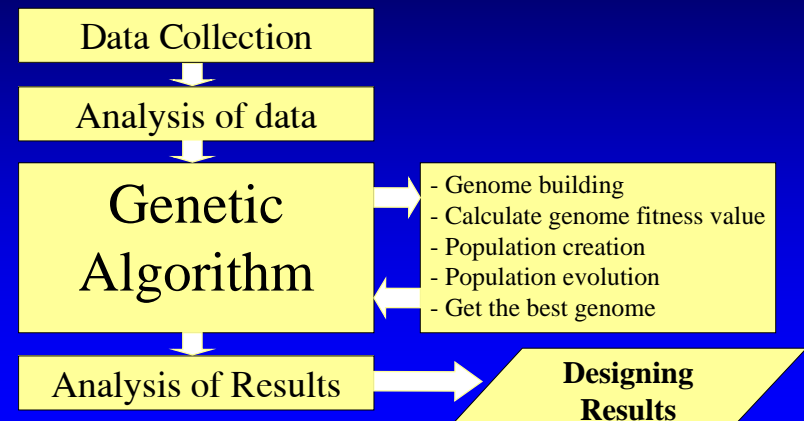 Data Collection
Analysis of data
Genetic
Algorithm
- Genome building
- Calculate genome fitness value
- Population creation
- Population evolution
- Get the best genome
Analysis of Results
Designing
Results